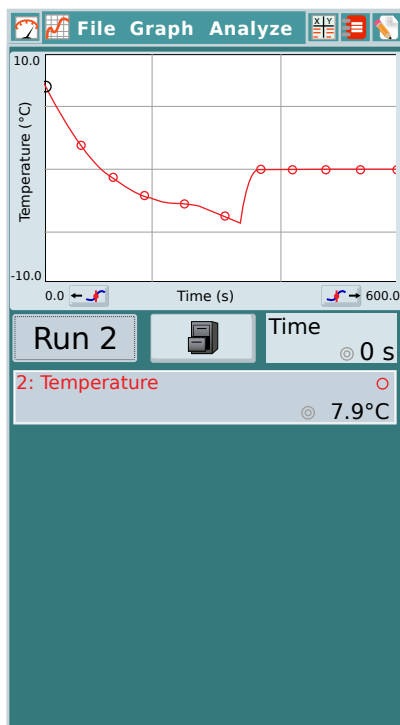 File Graph Analyze X Y
10.0
Temperature (°C)
-10.0
0.0 Time (s) 600.0
Run 2
Time
0 s
2: Temperature
7.9°C